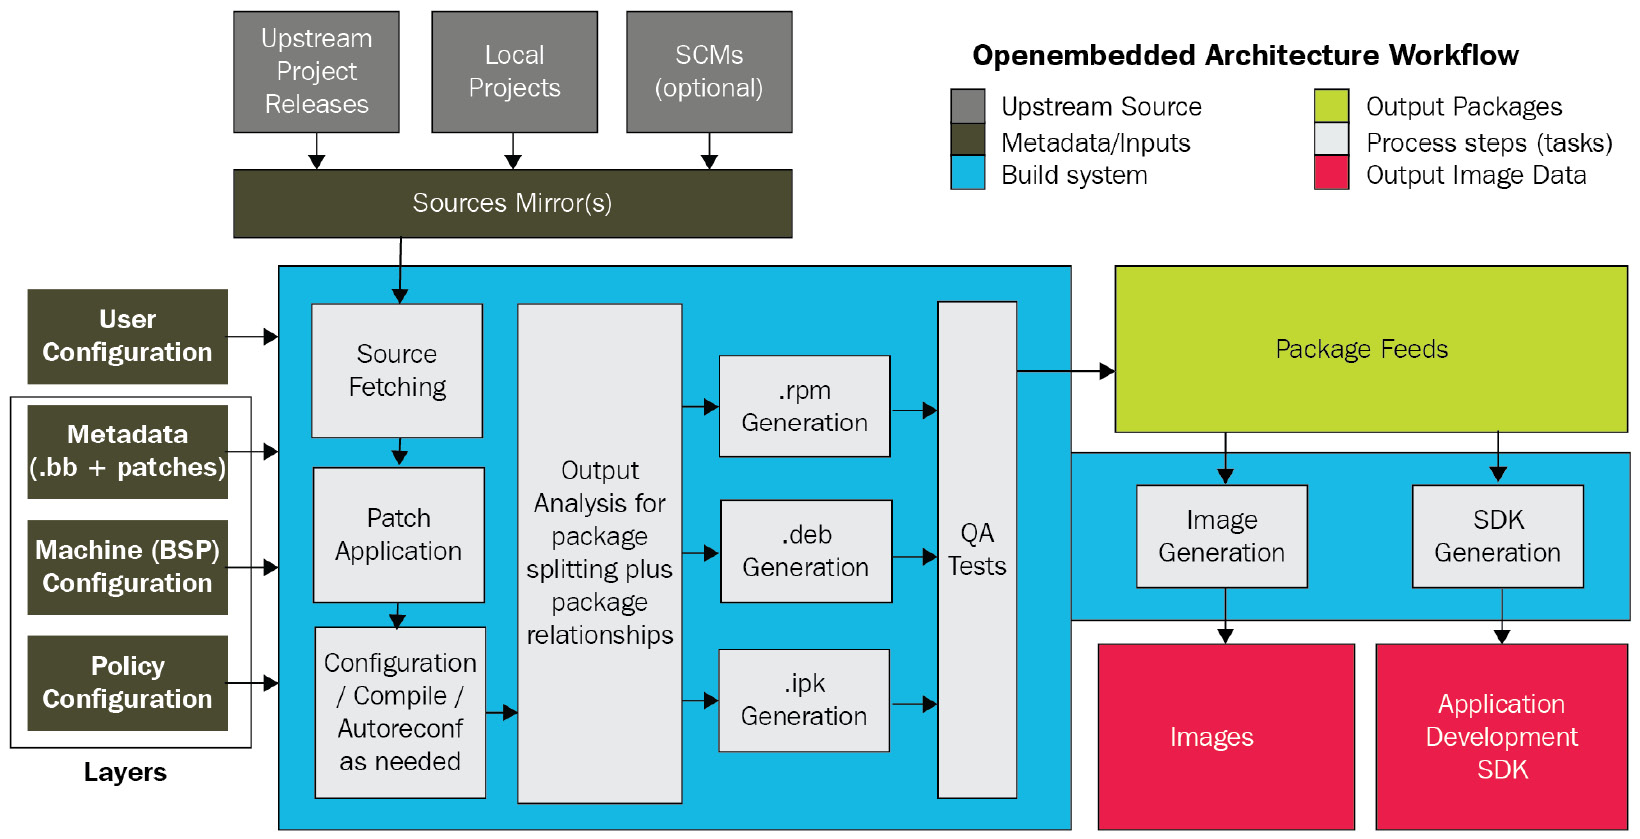 Upstream
Project
Releases
Local
Projects
SCMs
(optional)
Openembedded Architecture Workflow
Upstream Source
Metadata/Inputs
Build system
Output Packages
Process steps (tasks)
Output Image Data
Sources Mirror(s)
User
Configuration
Metadata
(.bb + patches)
Machine (BSP)
Configuration
Policy
Configuration
Layers
Source
Fetching
Patch
Application
Configuration
/ Compile /
Autoreconf
as needed
Output
Analysis for
package
splitting plus
package
relationships
.rpm
Generation
.deb
Generation
.ipk
Generation
QA
Tests
Package Feeds
Image
Generation
SDK
Generation
Images
Application
Development
SDK